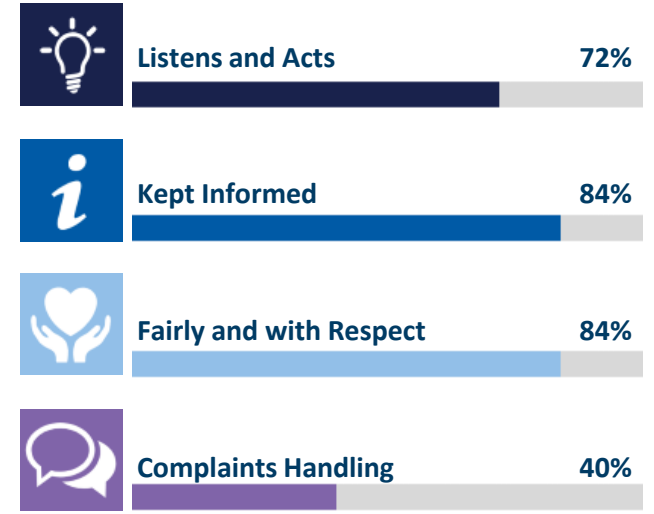 Listens and Acts 72%
Kept Informed 84%
Fairly and with Respect 84%
Complaints Handling 40%